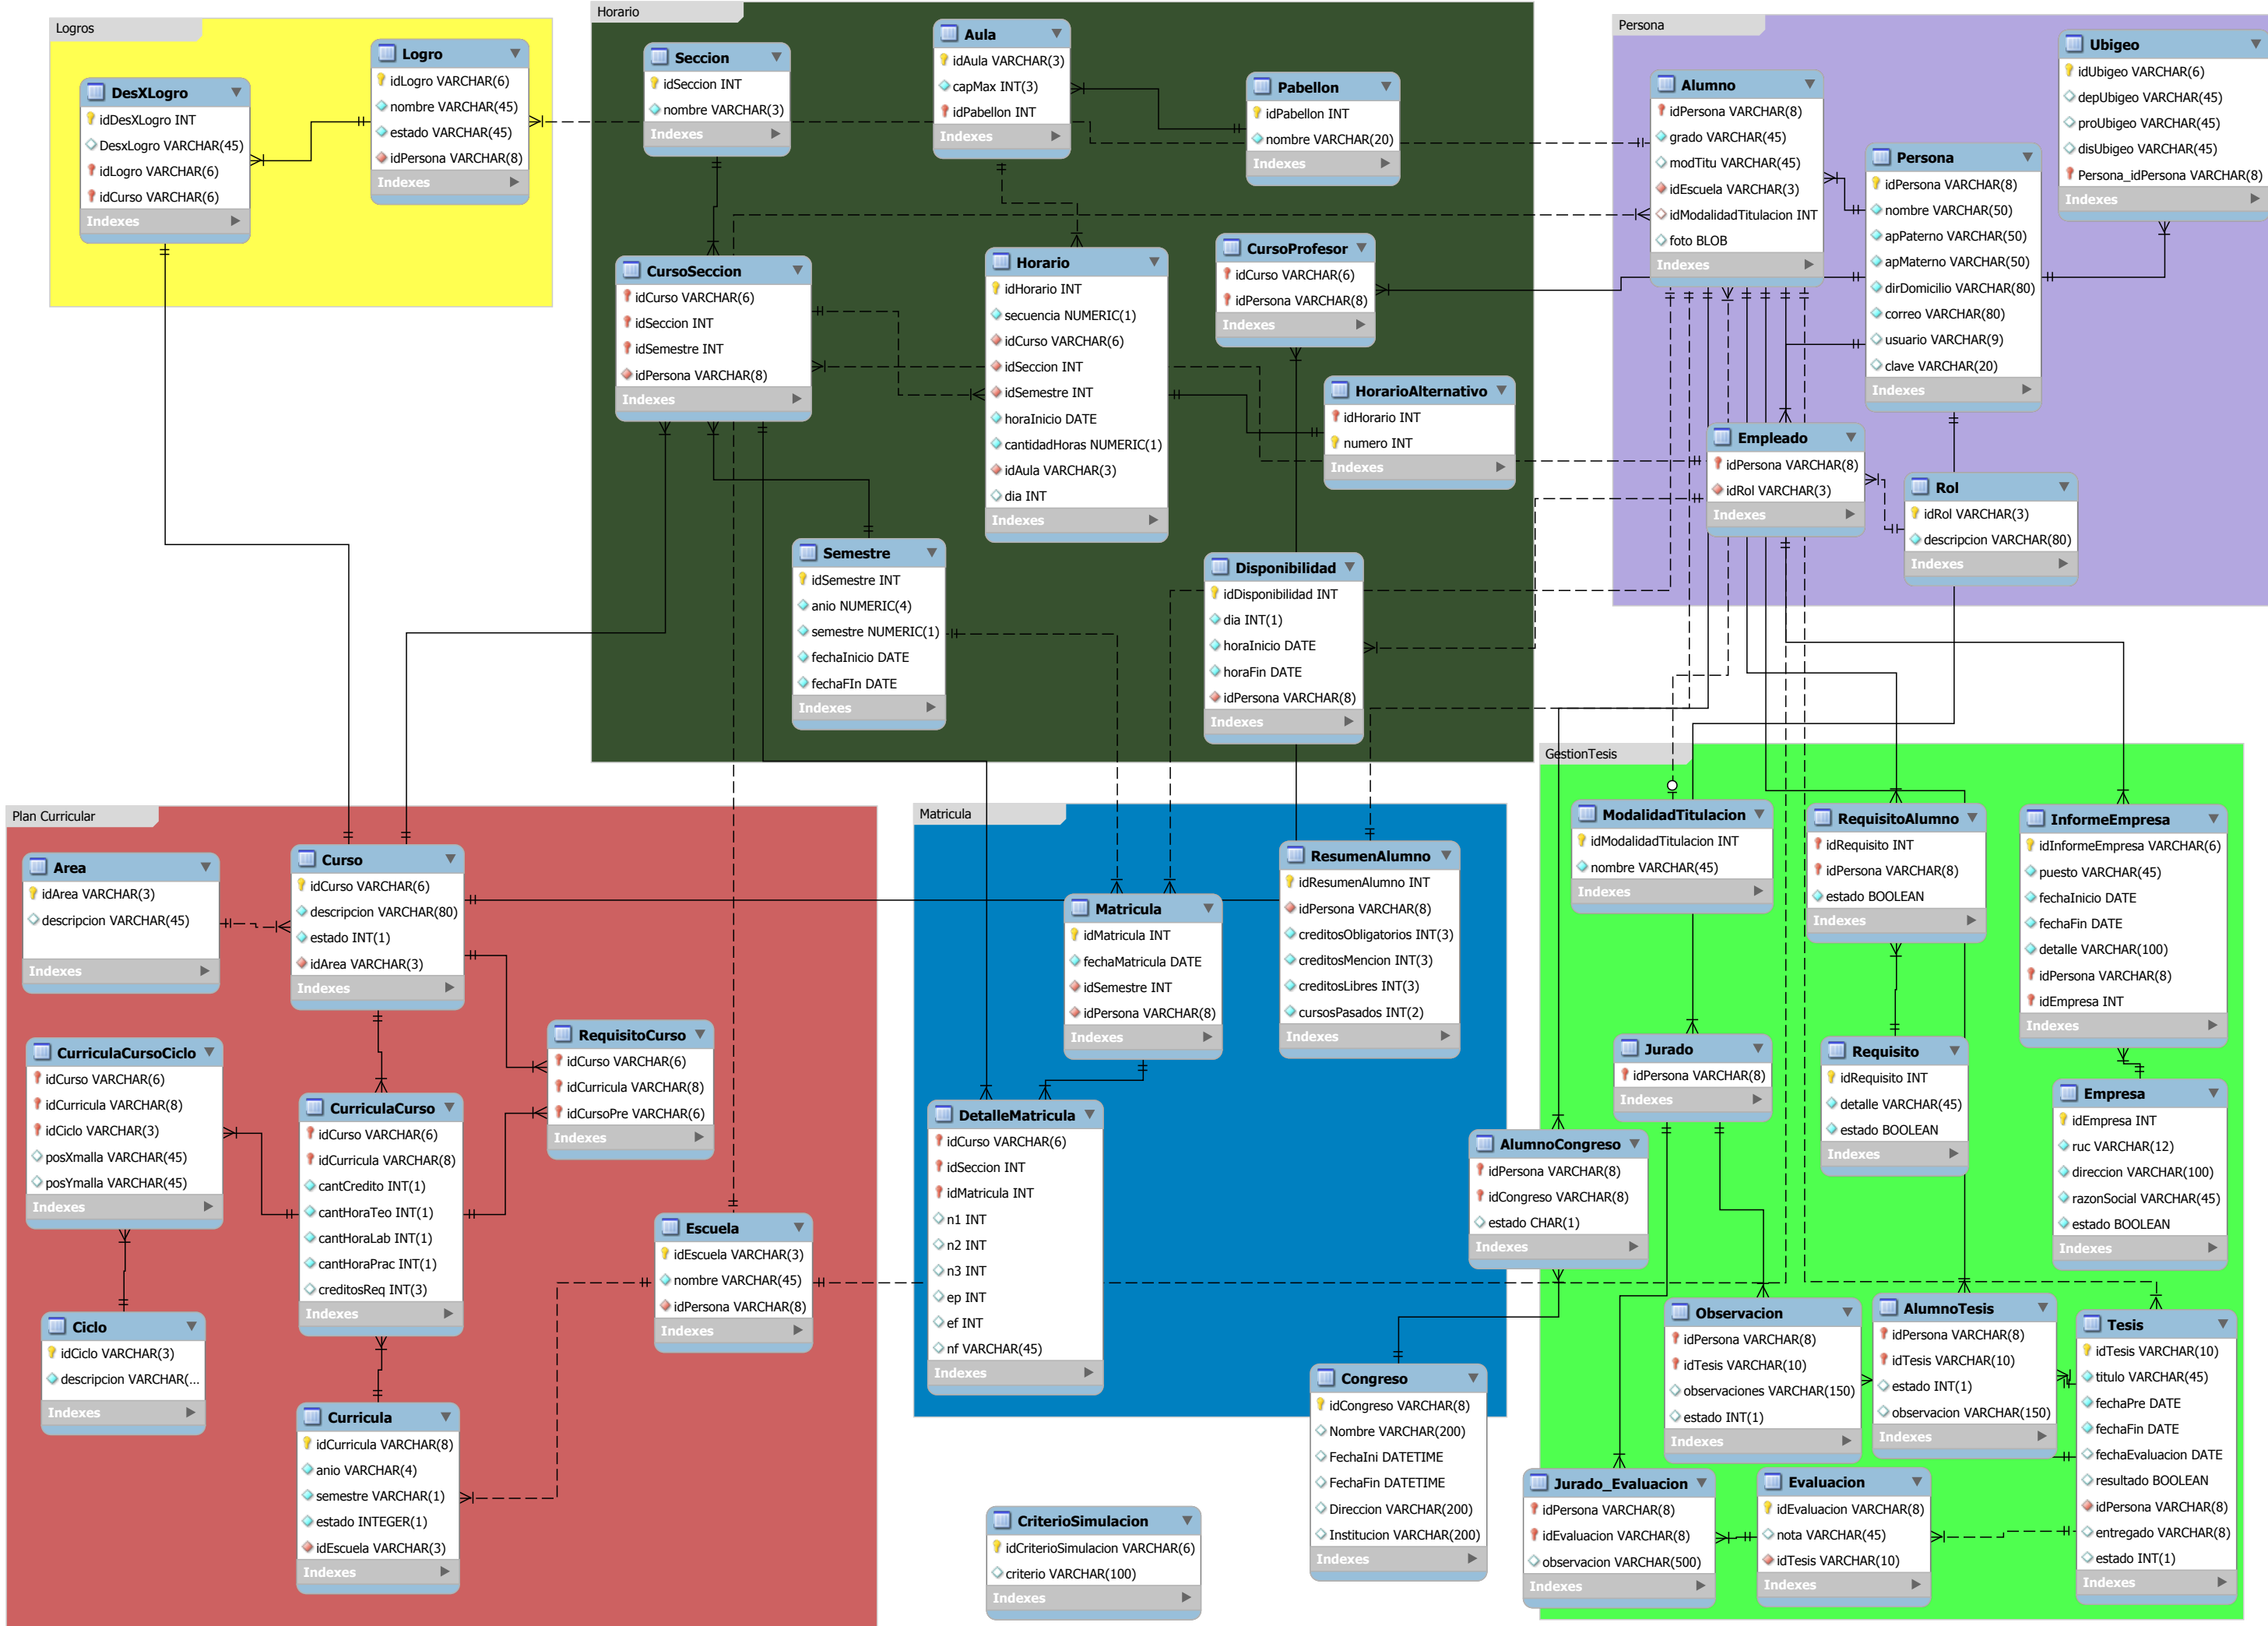 Logros
DesXLogro
idDesXLogro INT
DesxLogro VARCHAR(45)
idLogro VARCHAR(6)
idCurso VARCHAR(6)
Indexes
Logro
idLogro VARCHAR(6)
nombre VARCHAR(45)
estado VARCHAR(45)
idPersona VARCHAR(8)
Indexes
Horario
Seccion
idSeccion INT
nombre VARCHAR(3)
Indexes
Aula
idAula VARCHAR(3)
capMax INT(3)
idPabellon INT
Indexes
Pabellon
idPabellon INT
nombre VARCHAR(20)
Indexes
CursoSeccion
idCurso VARCHAR(6)
idSeccion INT
idSemestre INT
idPersona VARCHAR(8)
Indexes
Horario
idHorario INT
secuencia NUMERIC(1)
idCurso VARCHAR(6)
idSeccion INT
idSemestre INT
horaInicio DATE
cantidadHoras NUMERIC(1)
idAula VARCHAR(3)
dia INT
Indexes
CursoProfesor
idCurso VARCHAR(6)
idPersona VARCHAR(8)
Indexes
HorarioAlternativo
idHorario INT
numero INT
Indexes
Semestre
idSemestre INT
anio NUMERIC(4)
semestre NUMERIC(1)
fechaInicio DATE
fechaFIn DATE
Indexes
Disponibilidad
idDisponibilidad INT
dia INT(1)
horaInicio DATE
horaFin DATE
idPersona VARCHAR(8)
Indexes
Persona
Alumno
idPersona VARCHAR(8)
grado VARCHAR(45)
modTitu VARCHAR(45)
idEscuela VARCHAR(3)
idModalidadTitulacion INT
foto BLOB
Indexes
Persona
idPersona VARCHAR(8)
nombre VARCHAR(50)
apPaterno VARCHAR(50)
apMaterno VARCHAR(50)
dirDomicilio VARCHAR(80)
correo VARCHAR(80)
usuario VARCHAR(9)
clave VARCHAR(20)
Indexes
Ubigeo
idUbigeo VARCHAR(6)
depUbigeo VARCHAR(45)
proUbigeo VARCHAR(45)
disUbigeo VARCHAR(45)
Persona_idPersona VARCHAR(8)
Indexes
Empleado
idPersona VARCHAR(8)
idRol VARCHAR(3)
Indexes
Rol
idRol VARCHAR(3)
descripcion VARCHAR(80)
Indexes
Plan Curricular
Area
idArea VARCHAR(3)
descripcion VARCHAR(45)
Indexes
Curso
idCurso VARCHAR(6)
descripcion VARCHAR(80)
estado INT(1)
idArea VARCHAR(3)
Indexes
CurriculaCursoCiclo
idCurso VARCHAR(6)
idCurricula VARCHAR(8)
idCiclo VARCHAR(3)
posXmalla VARCHAR(45)
posYmalla VARCHAR(45)
Indexes
CurriculaCurso
idCurso VARCHAR(6)
idCurricula VARCHAR(8)
cantCredito INT(1)
cantHoraTeo INT(1)
cantHoraLab INT(1)
cantHoraPrac INT(1)
creditosReq INT(3)
Indexes
RequisitoCurso
idCurso VARCHAR(6)
idCurricula VARCHAR(8)
idCursoPre VARCHAR(6)
Indexes
Escuela
idEscuela VARCHAR(3)
nombre VARCHAR(45)
idPersona VARCHAR(8)
Indexes
Ciclo
idCiclo VARCHAR(3)
descripcion VARCHAR(...
Indexes
Curricula
idCurricula VARCHAR(8)
anio VARCHAR(4)
semestre VARCHAR(1)
estado INTEGER(1)
idEscuela VARCHAR(3)
Indexes
Matricula
Matricula
idMatricula INT
fechaMatricula DATE
idSemestre INT
idPersona VARCHAR(8)
Indexes
ResumenAlumno
idResumenAlumno INT
idPersona VARCHAR(8)
creditosObligatorios INT(3)
creditosMencion INT(3)
creditosLibres INT(3)
cursosPasados INT(2)
Indexes
DetalleMatricula
idCurso VARCHAR(6)
idSeccion INT
idMatricula INT
n1 INT
n2 INT
n3 INT
ep INT
ef INT
nf VARCHAR(45)
Indexes
Congreso
idCongreso VARCHAR(8)
Nombre VARCHAR(200)
FechaIni DATETIME
FechaFin DATETIME
Direccion VARCHAR(200)
Institucion VARCHAR(200)
Indexes
CriterioSimulacion
idCriterioSimulacion VARCHAR(6)
criterio VARCHAR(100)
Indexes
GestionTesis
ModalidadTitulacion
idModalidadTitulacion INT
nombre VARCHAR(45)
Indexes
RequisitoAlumno
idRequisito INT
idPersona VARCHAR(8)
estado BOOLEAN
Indexes
InformeEmpresa
idInformeEmpresa VARCHAR(6)
puesto VARCHAR(45)
fechaInicio DATE
fechaFin DATE
detalle VARCHAR(100)
idPersona VARCHAR(8)
idEmpresa INT
Indexes
Jurado
idPersona VARCHAR(8)
Indexes
Requisito
idRequisito INT
detalle VARCHAR(45)
estado BOOLEAN
Indexes
Empresa
idEmpresa INT
ruc VARCHAR(12)
direccion VARCHAR(100)
razonSocial VARCHAR(45)
estado BOOLEAN
Indexes
AlumnoCongreso
idPersona VARCHAR(8)
idCongreso VARCHAR(8)
estado CHAR(1)
Indexes
Observacion
idPersona VARCHAR(8)
idTesis VARCHAR(10)
observaciones VARCHAR(150)
estado INT(1)
Indexes
AlumnoTesis
idPersona VARCHAR(8)
idTesis VARCHAR(10)
estado INT(1)
observacion VARCHAR(150)
Indexes
Tesis
idTesis VARCHAR(10)
titulo VARCHAR(45)
fechaPre DATE
fechaFin DATE
fechaEvaluacion DATE
resultado BOOLEAN
idPersona VARCHAR(8)
entregado VARCHAR(8)
estado INT(1)
Indexes
Jurado_Evaluacion
idPersona VARCHAR(8)
idEvaluacion VARCHAR(8)
observacion VARCHAR(500)
Indexes
Evaluacion
idEvaluacion VARCHAR(8)
nota VARCHAR(45)
idTesis VARCHAR(10)
Indexes